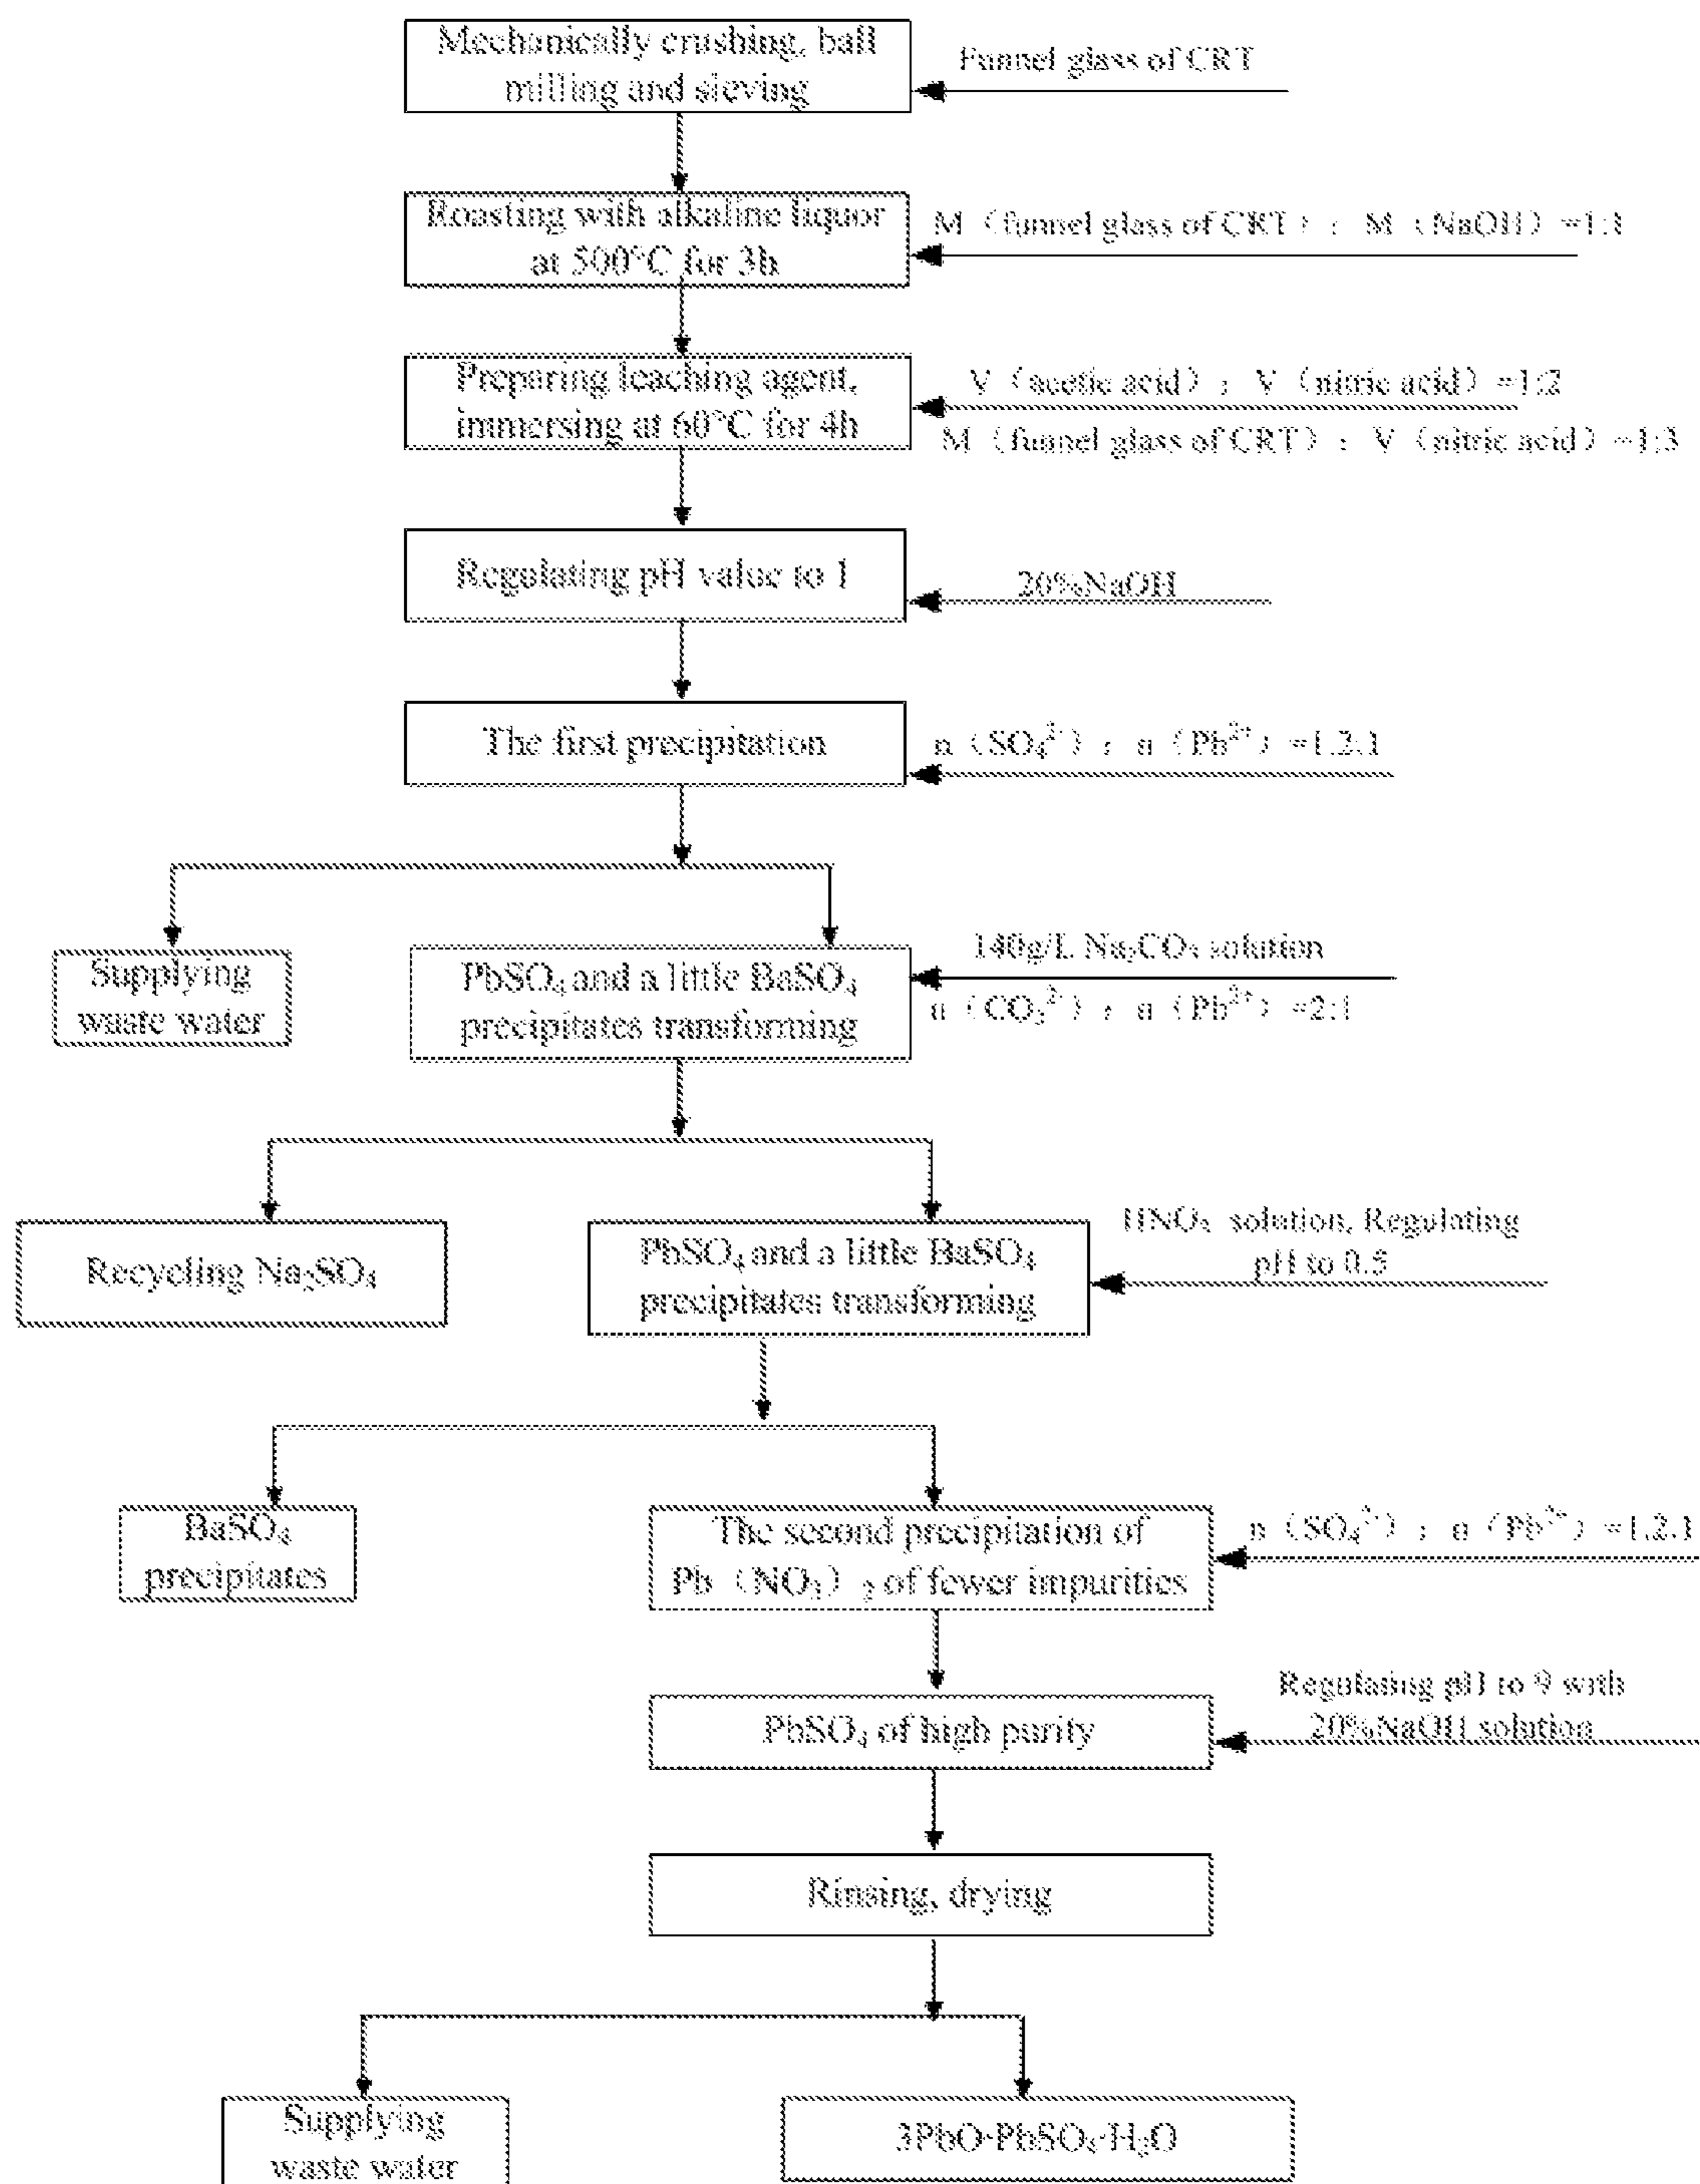 Mechanically crushing, ball
milling and sieving
Funnel glass of CRT
Roasting with alkaline liquor
at 500°C for 3h
M（funnel glass of CRT）：M（NaOH）=1:1
Preparing leaching agent,
immersing at 60°C for 4h
V（acetic acid）：V（nitric acid）=1:2
M（funnel glass of CRT）：V（nitric acid）=1:3
Regulating pH value to 1
20%NaOH
The first precipitation
n（SO₄²⁻）：n（Pb²⁺）=1.2:1
Supplying
waste water
PbSO₄ and a little BaSO₄
precipitates transforming
140g/L Na₂CO₃ solution
n（CO₃²⁻）：n（Pb²⁺）=2:1
Recycling Na₂SO₄
PbSO₄ and a little BaSO₄
precipitates transforming
HNO₃ solution, Regulating
pH to 0.5
BaSO₄
precipitates
The second precipitation of
Pb（NO₃）₂ of fewer impurities
n（SO₄²⁻）：n（Pb²⁺）=1.2:1
PbSO₄ of high purity
Regulating pH to 9 with
20%NaOH solution
Rinsing, drying
Supplying
waste water
3PbO·PbSO₄·H₂O